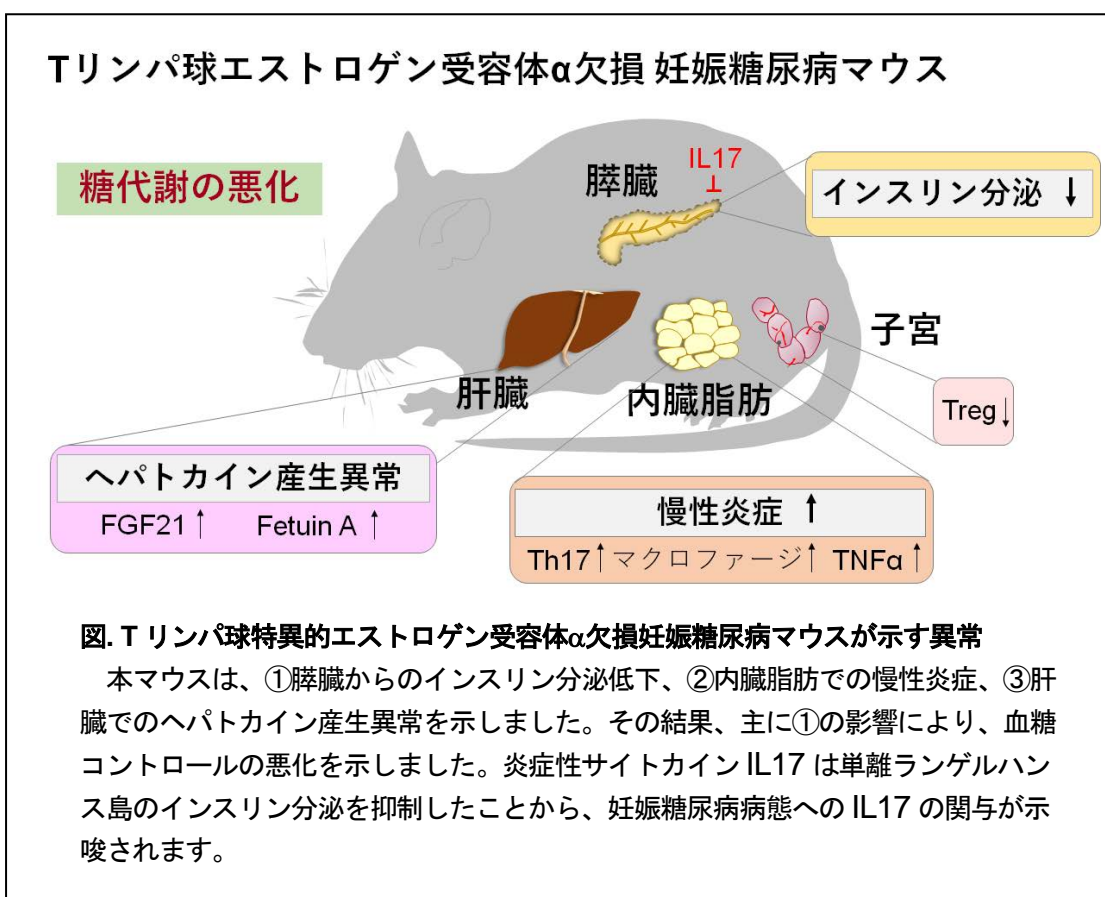 Tリンパ球エストロゲン受容体α欠損 妊娠糖尿病マウス
糖代謝の悪化
膵臓
IL17
⊥
インスリン分泌 ↓
子宮
肝臓
内臓脂肪
Treg↓
ヘパトカイン産生異常
FGF21↑ Fetuin A↑
慢性炎症 ↑
Th17↑マクロファージ↑ TNFα↑
図. T リンパ球特異的エストロゲン受容体α欠損妊娠糖尿病マウスが示す異常
本マウスは、①膵臓からのインスリン分泌低下、②内臓脂肪での慢性炎症、③肝
臓でのヘパトカイン産生異常を示しました。その結果、主に①の影響により、血糖
コントロールの悪化を示しました。炎症性サイトカイン IL17 は単離ランゲルハン
ス島のインスリン分泌を抑制したことから、妊娠糖尿病病態への IL17 の関与が示
唆されます。